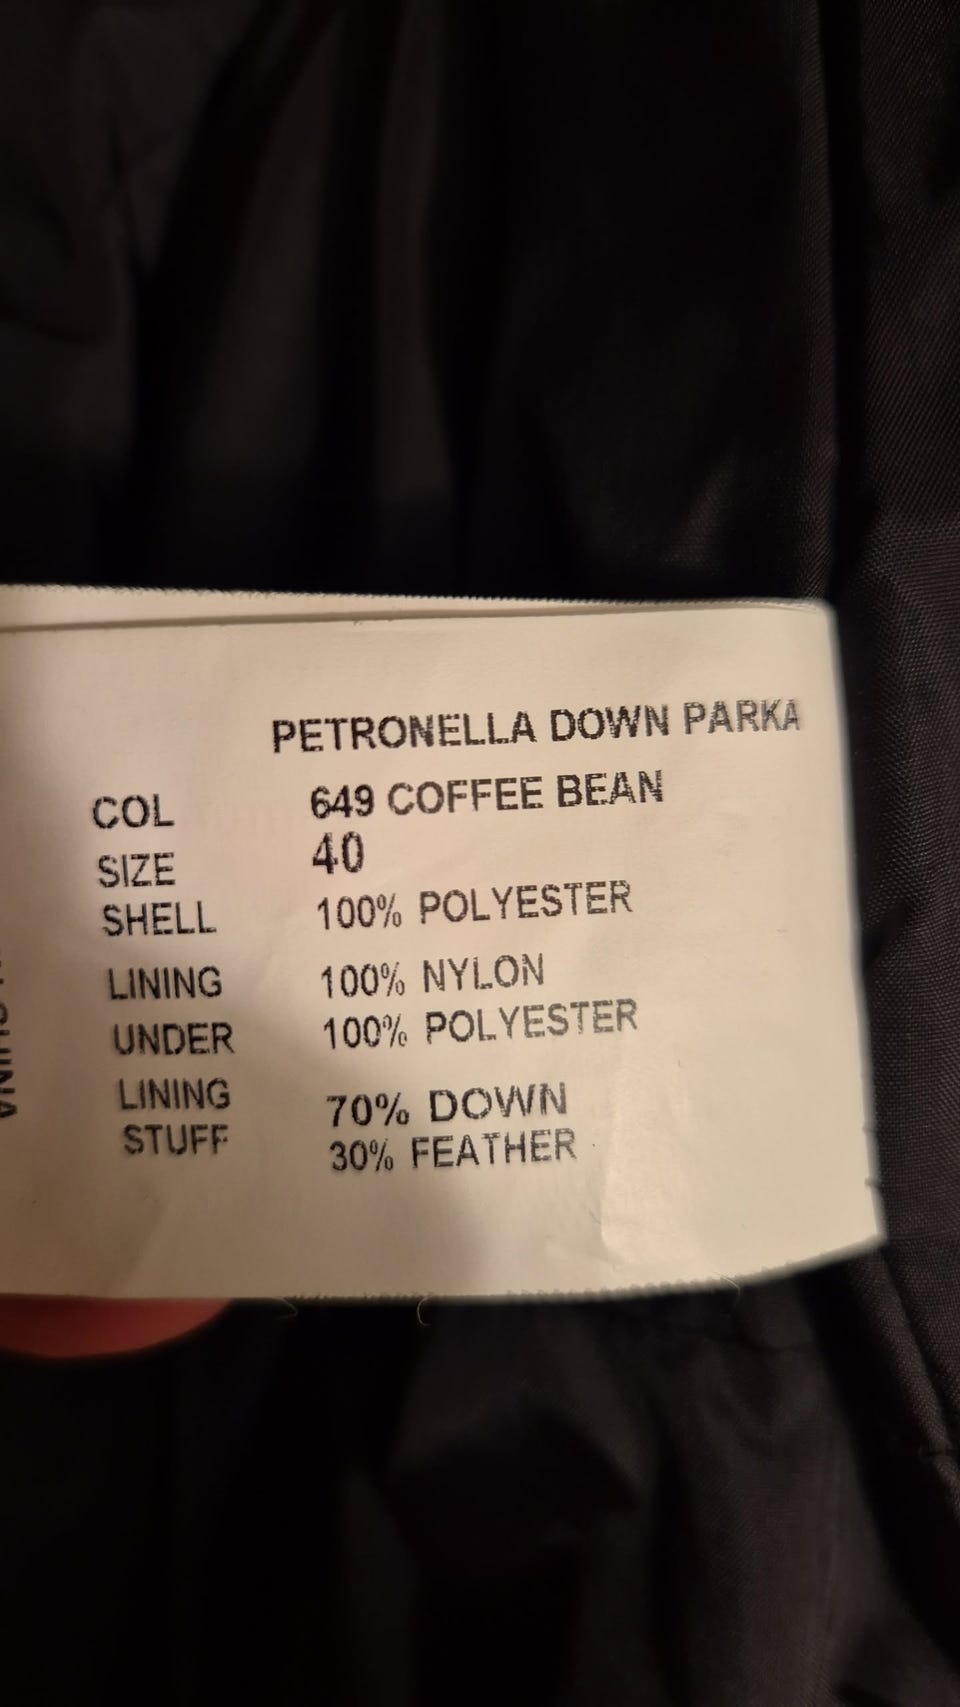 PETRONELLA DOWN PARKA
COL 649 COFFEE BEAN
SIZE 40
SHELL 100% POLYESTER
LINING 100% NYLON
UNDER 100% POLYESTER
LINING 70% DOWN
STUFF 30% FEATHER
CHINA